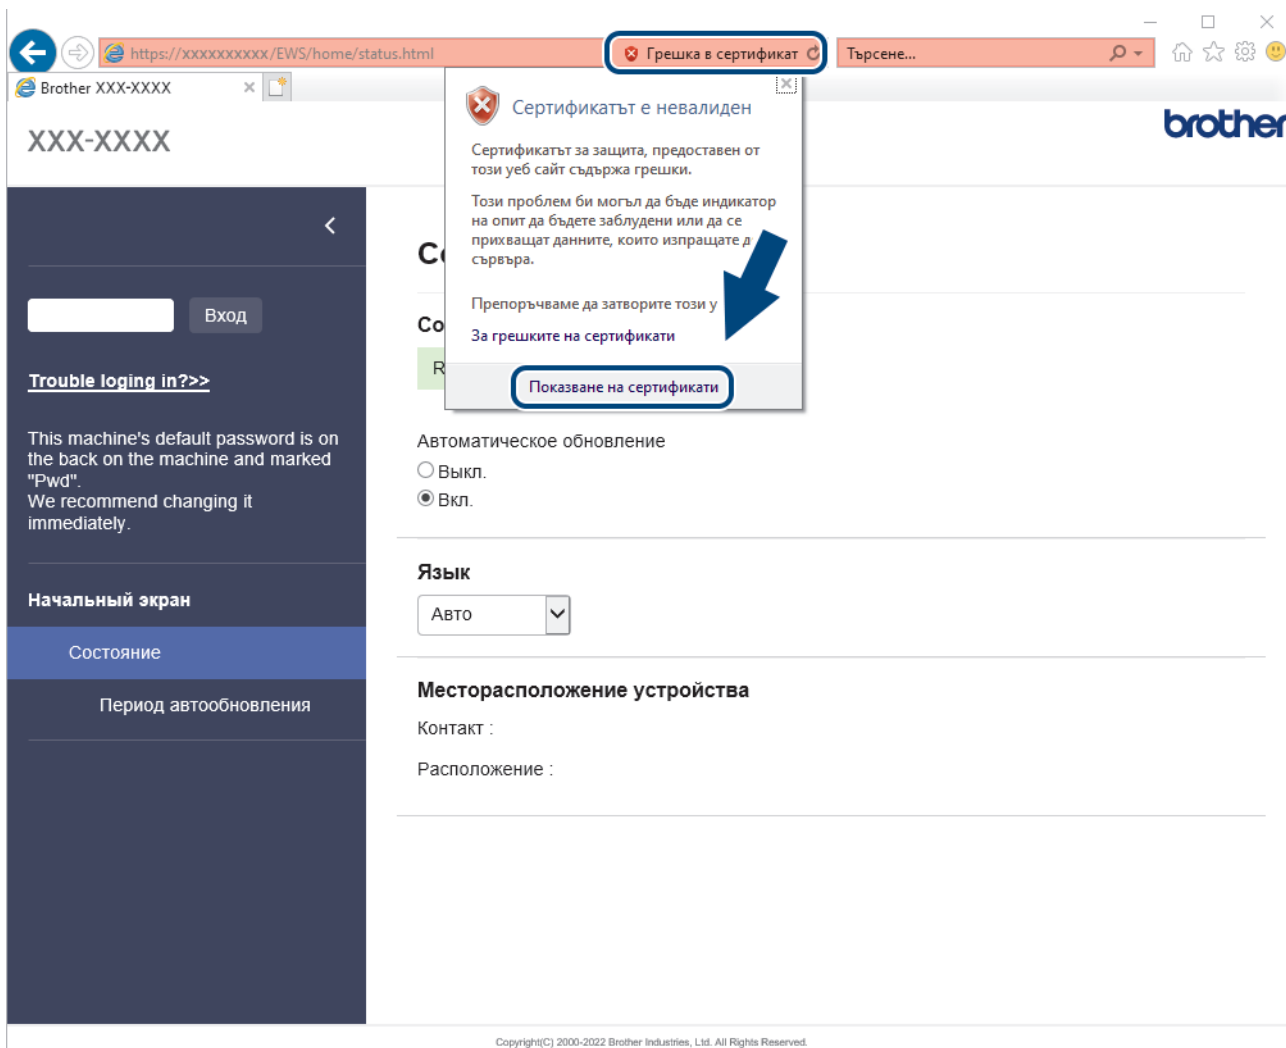 https://xxxxxxxxxx/EWS/home/status.html
Грешка в сертификат
Търсене...
Brother XXX-XXXX
XXX-XXXX
brother
Сертификатът е невалиден
Сертификатът за защита, предоставен от
този уеб сайт съдържа грешки.
Този проблем би могъл да бъде индикатор
на опит да бъдете заблудени или да се
прихващат данните, които изпращате
сървъра.
Препоръчваме да затворите този
За грешките на сертификати
Показване на сертификати
Вход
Trouble loging in?>>
This machine's default password is on
the back on the machine and marked
"Pwd".
We recommend changing it
immediately.
Начальный экран
Состояние
Период автообновления
Автоматическое обновление
Выкл.
Вкл.
Язык
Авто
Месторасположение устройства
Контакт :
Расположение :
Copyright(C) 2000-2022 Brother Industries, Ltd. All Rights Reserved.